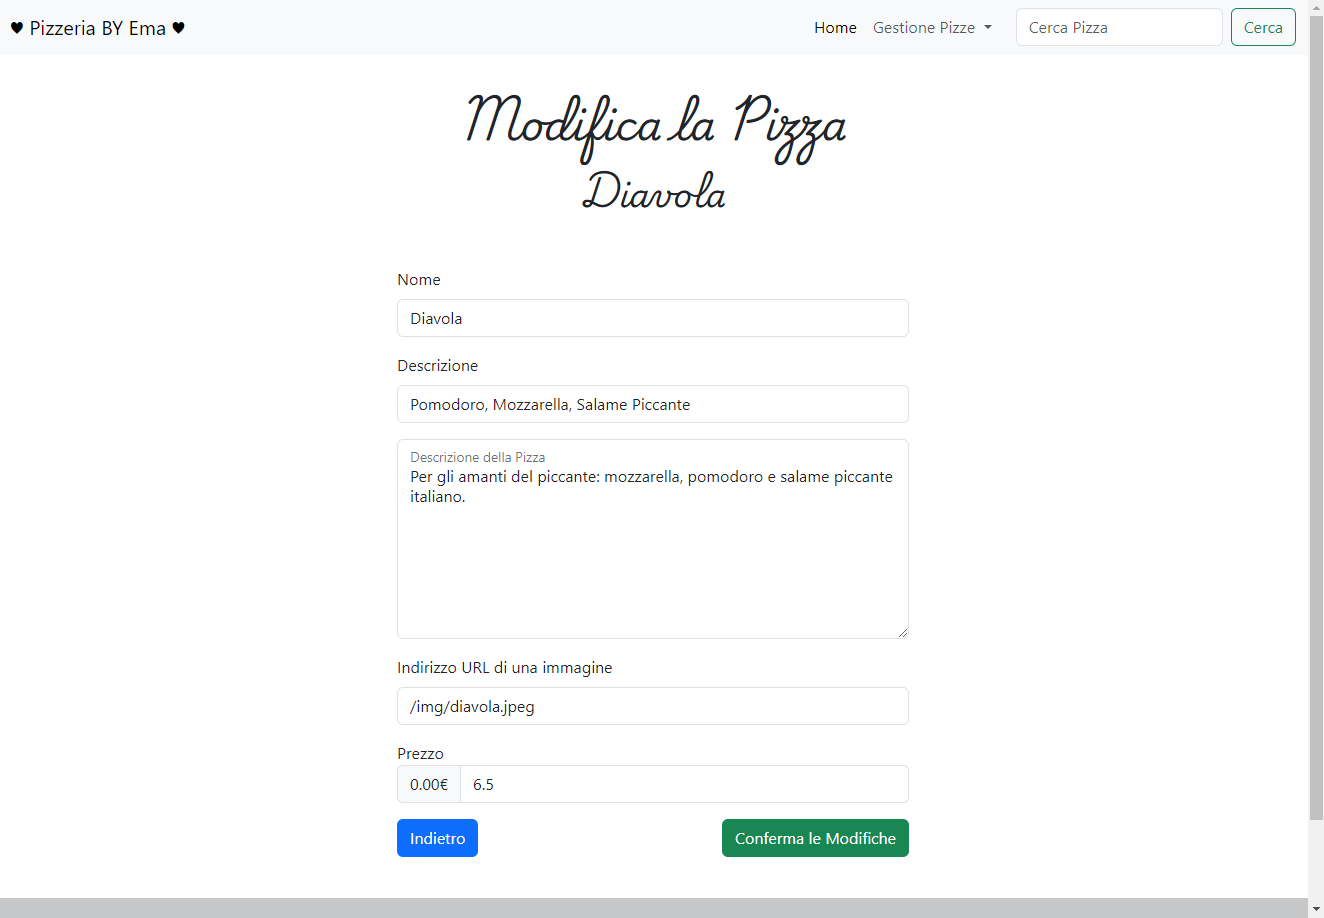 ♥ Pizzeria BY Ema ♥ Home Gestione Pizze Cerca Pizza Cerca
Modifica la Pizza
Diavola
Nome
Diavola
Descrizione
Pomodoro, Mozzarella, Salame Piccante
Descrizione della Pizza
Per gli amanti del piccante: mozzarella, pomodoro e salame piccante
italiano.
Indirizzo URL di una immagine
/img/diavola.jpeg
Prezzo
0.00€ 6.5
Indietro Conferma le Modifiche